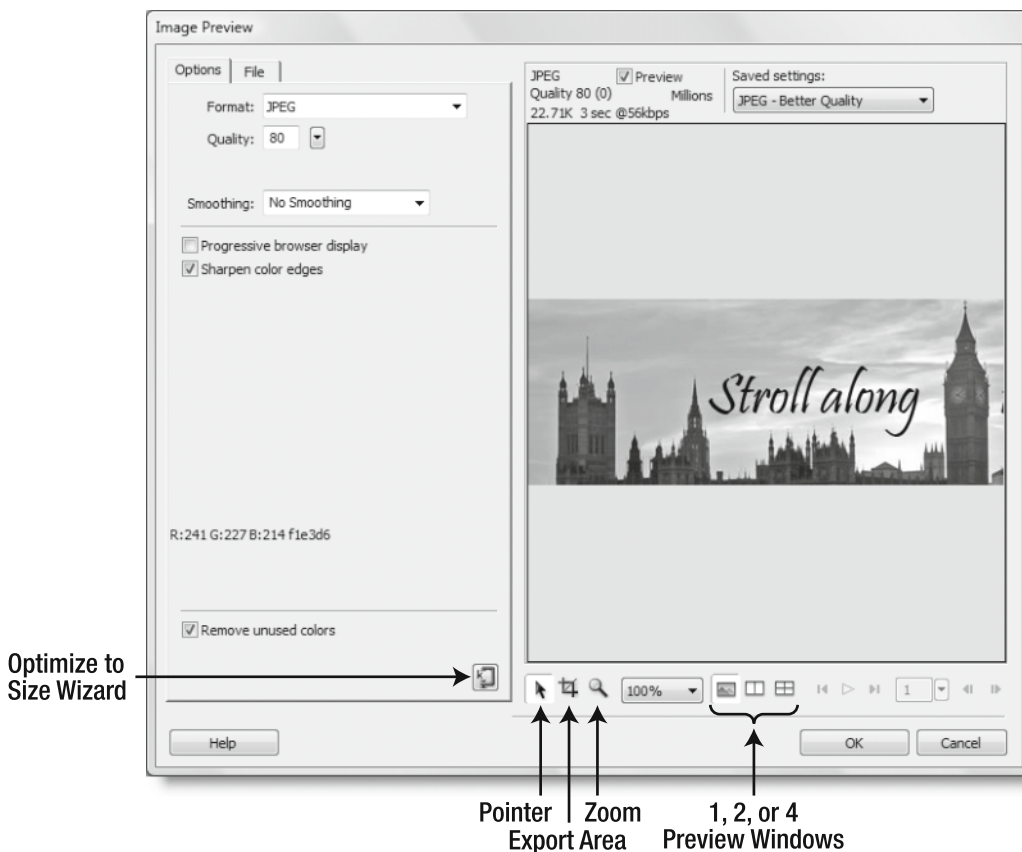 Image Preview
Options File
Format: JPEG
Quality: 80
Smoothing: No Smoothing
Progressive browser display
Sharpen color edges
R:241 G:227 B:214 f1e3d6
Remove unused colors
Optimize to
Size Wizard
Help
JPEG Preview
Quality 80 (0) Millions
22.71K 3 sec @56kbps
Saved settings:
JPEG - Better Quality
Stroll along
100%
1
OK Cancel
Pointer
Export Area
Zoom
1, 2, or 4
Preview Windows